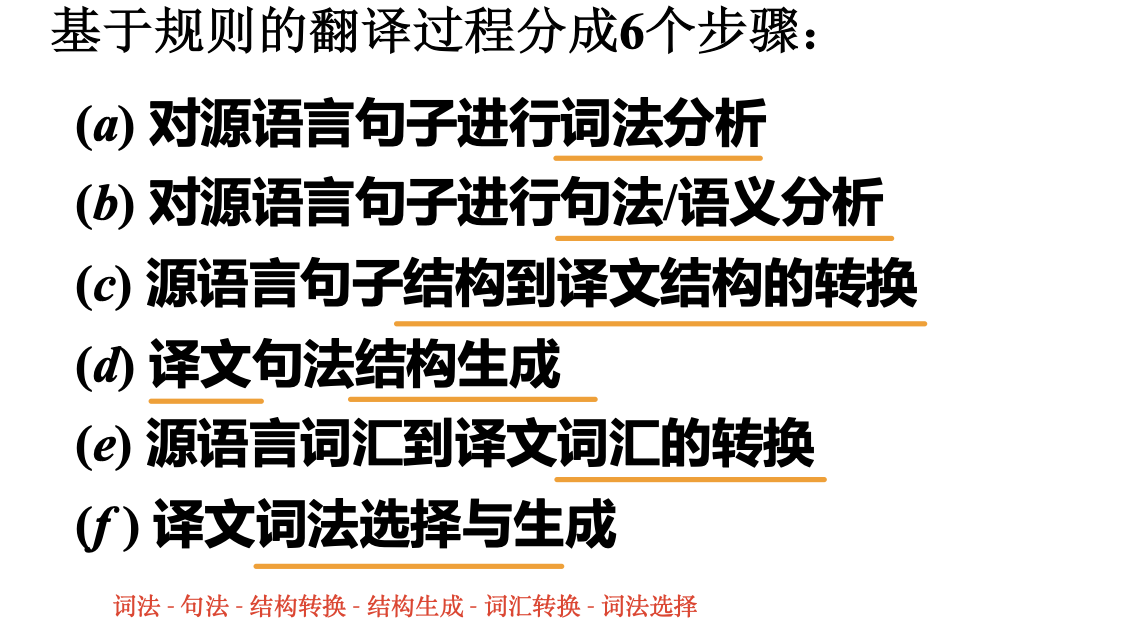 基于规则的翻译过程分成6个步骤：
(a) 对源语言句子进行词法分析
(b) 对源语言句子进行句法/语义分析
(c) 源语言句子结构到译文结构的转换
(d) 译文句法结构生成
(e) 源语言词汇到译文词汇的转换
(f ) 译文词法选择与生成
词法 - 句法 - 结构转换 - 结构生成 - 词汇转换 - 词法选择